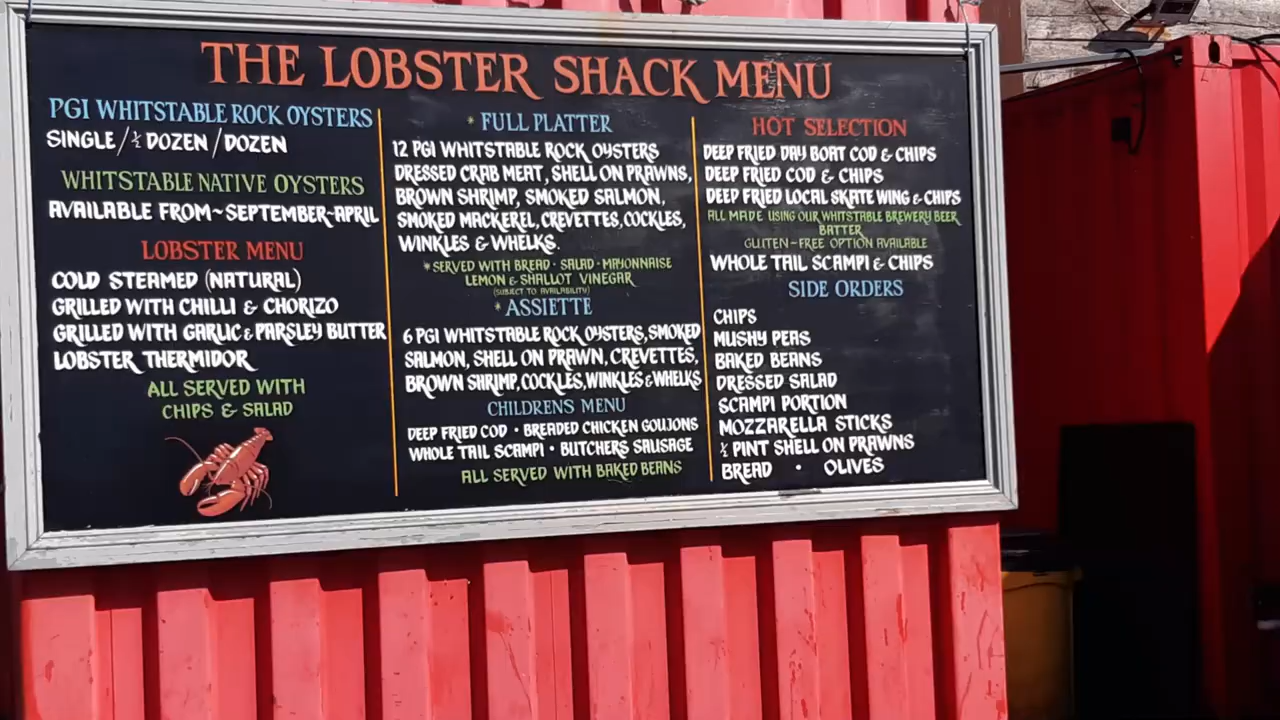 THE LOBSTER SHACK MENU
PGI WHITSTABLE ROCK OYSTERS
SINGLE / ½ DOZEN / DOZEN
WHITSTABLE NATIVE OYSTERS
AVAILABLE FROM~SEPTEMBER~APRIL
LOBSTER MENU
COLD STEAMED (NATURAL)
GRILLED WITH CHILLI & CHORIZO
GRILLED WITH GARLIC & PARSLEY BUTTER
LOBSTER THERMIDOR
ALL SERVED WITH
CHIPS & SALAD
* FULL PLATTER
12 PGI WHITSTABLE ROCK OYSTERS
DRESSED CRAB MEAT, SHELL ON PRAWNS,
BROWN SHRIMP, SMOKED SALMON,
SMOKED MACKEREL, CREVETTES, COCKLES,
WINKLES & WHELKS.
* SERVED WITH BREAD · SALAD · MAYONNAISE
LEMON & SHALLOT VINEGAR
(SUBJECT TO AVAILABILITY)
* ASSIETTE
6 PGI WHITSTABLE ROCK OYSTERS, SMOKED
SALMON, SHELL ON PRAWN, CREVETTES,
BROWN SHRIMP, COCKLES, WINKLES & WHELKS
CHILDRENS MENU
DEEP FRIED COD • BREADED CHICKEN GOUJONS
WHOLE TAIL SCAMPI • BUTCHERS SAUSAGE
ALL SERVED WITH BAKED BEANS
HOT SELECTION
DEEP FRIED DAY BOAT COD & CHIPS
DEEP FRIED COD & CHIPS
DEEP FRIED LOCAL SKATE WING & CHIPS
ALL MADE USING OUR WHITSTABLE BREWERY BEER
BATTER
GLUTEN-FREE OPTION AVAILABLE
WHOLE TAIL SCAMPI & CHIPS
SIDE ORDERS
CHIPS
MUSHY PEAS
BAKED BEANS
DRESSED SALAD
SCAMPI PORTION
MOZZARELLA STICKS
½ PINT SHELL ON PRAWNS
BREAD • OLIVES